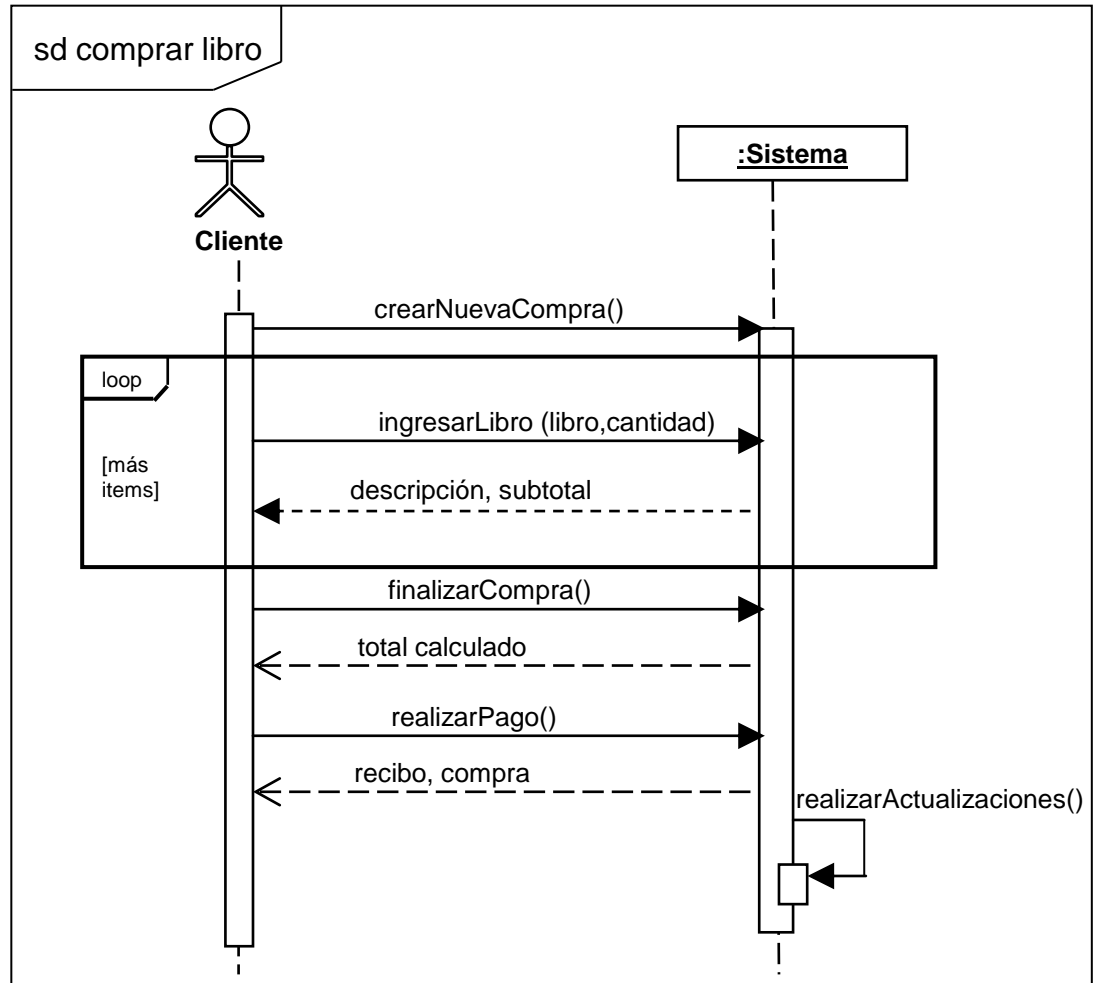 sd comprar libro
:Sistema
Cliente
crearNuevaCompra()
loop
ingresarLibro (libro,cantidad)
[más
items]
descripción, subtotal
finalizarCompra()
total calculado
realizarPago()
recibo, compra
realizarActualizaciones()